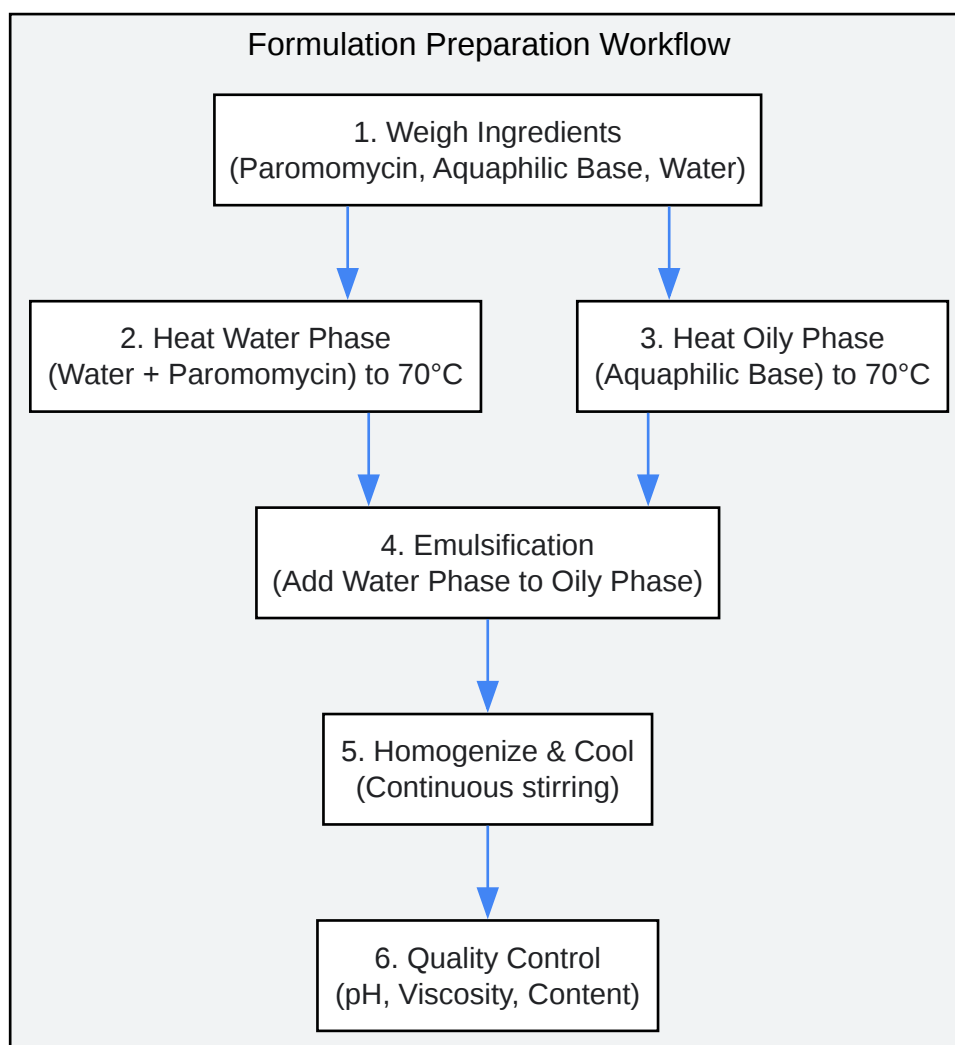 Formulation Preparation Workflow
1. Weigh Ingredients
(Paromomycin, Aquaphilic Base, Water)
2. Heat Water Phase
(Water + Paromomycin) to 70°C
3. Heat Oily Phase
(Aquaphilic Base) to 70°C
4. Emulsification
(Add Water Phase to Oily Phase)
5. Homogenize & Cool
(Continuous stirring)
6. Quality Control
(pH, Viscosity, Content)